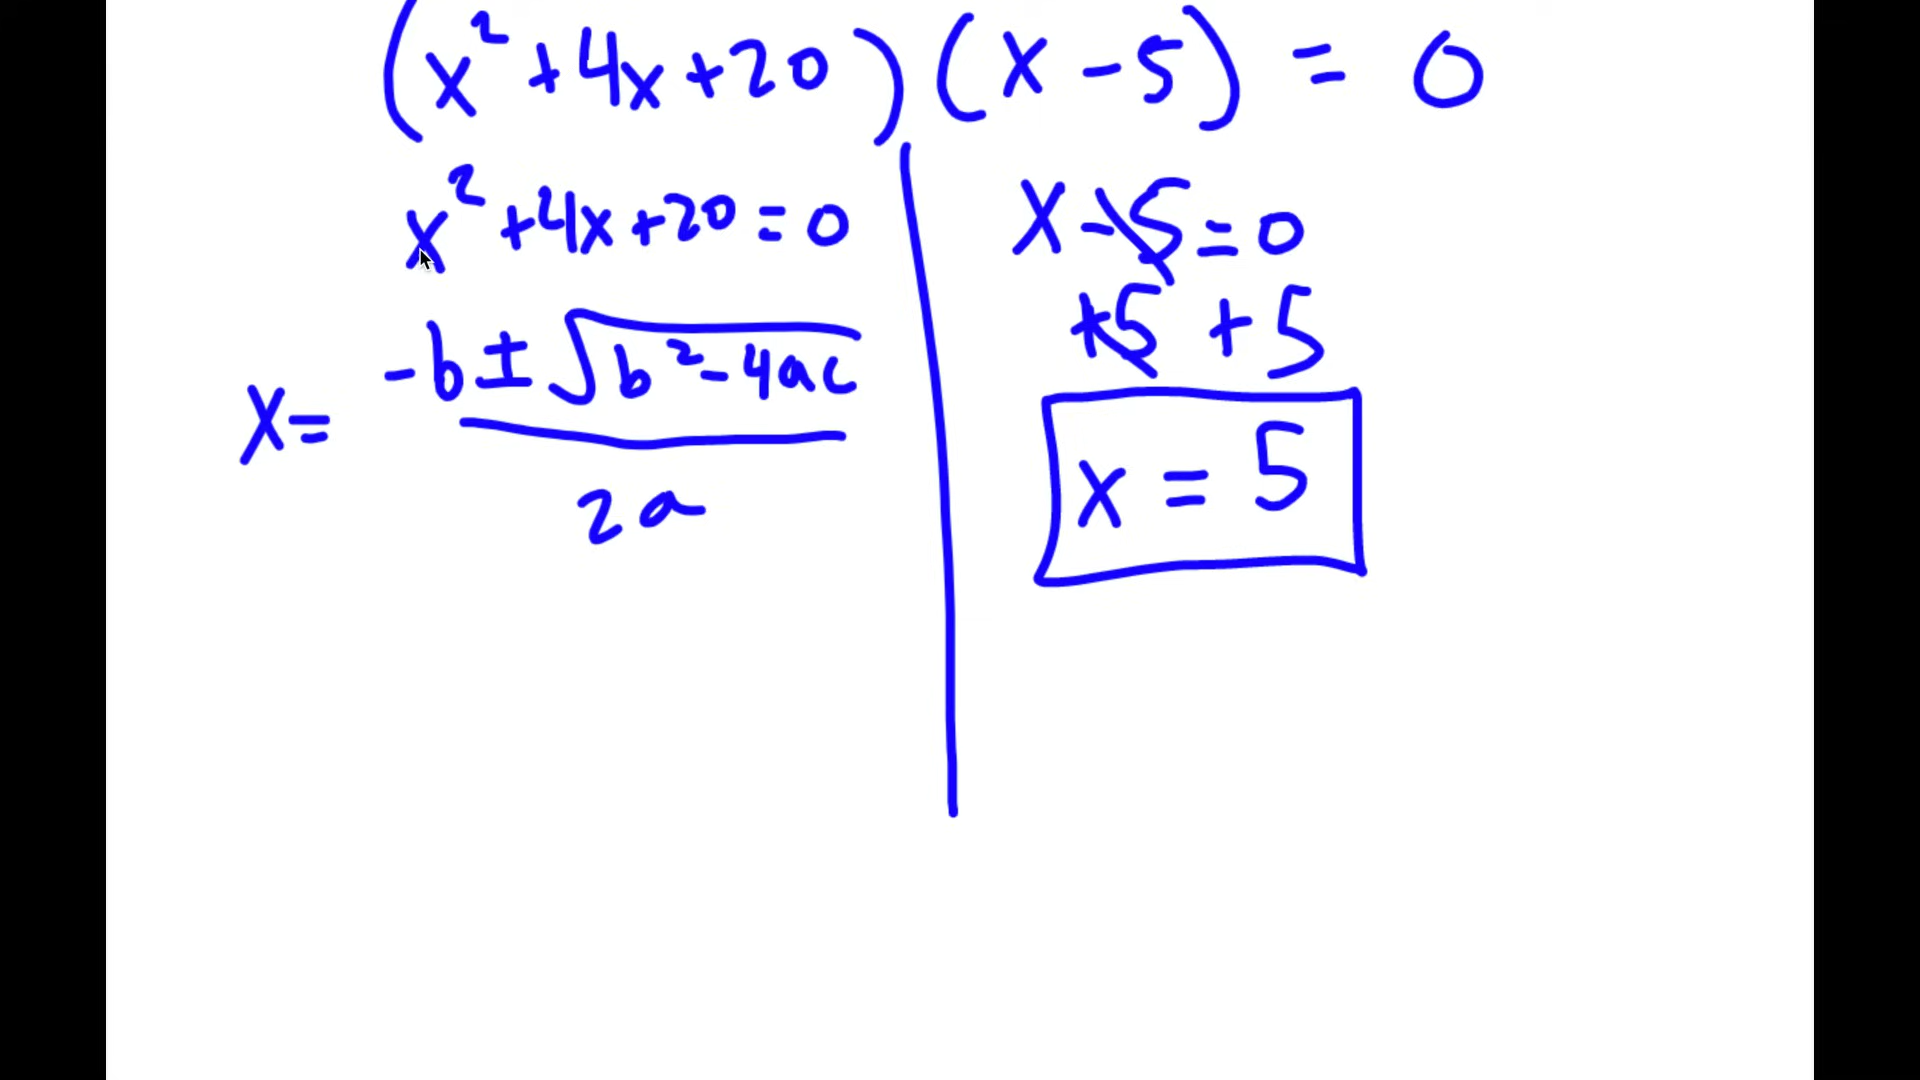 (x² + 4x + 20)(x - 5) = 0
x² + 4x + 20 = 0
x = -b ± √b² - 4ac
2a
x - 5 = 0
+5 +5
x = 5